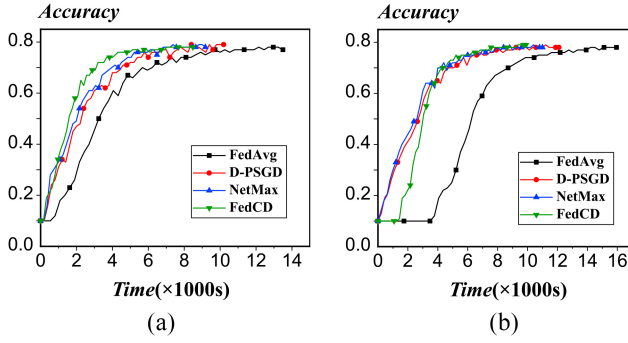 Accuracy
0.8
0.6
0.4
0.2
0.0
0 2 4 6 8 10 12 14
FedAvg
D-PSGD
NetMax
FedCD
Time(×1000s)
(a)
Accuracy
0.8
0.6
0.4
0.2
0.0
0 2 4 6 8 10 12 14 16
FedAvg
D-PSGD
NetMax
FedCD
Time(×1000s)
(b)